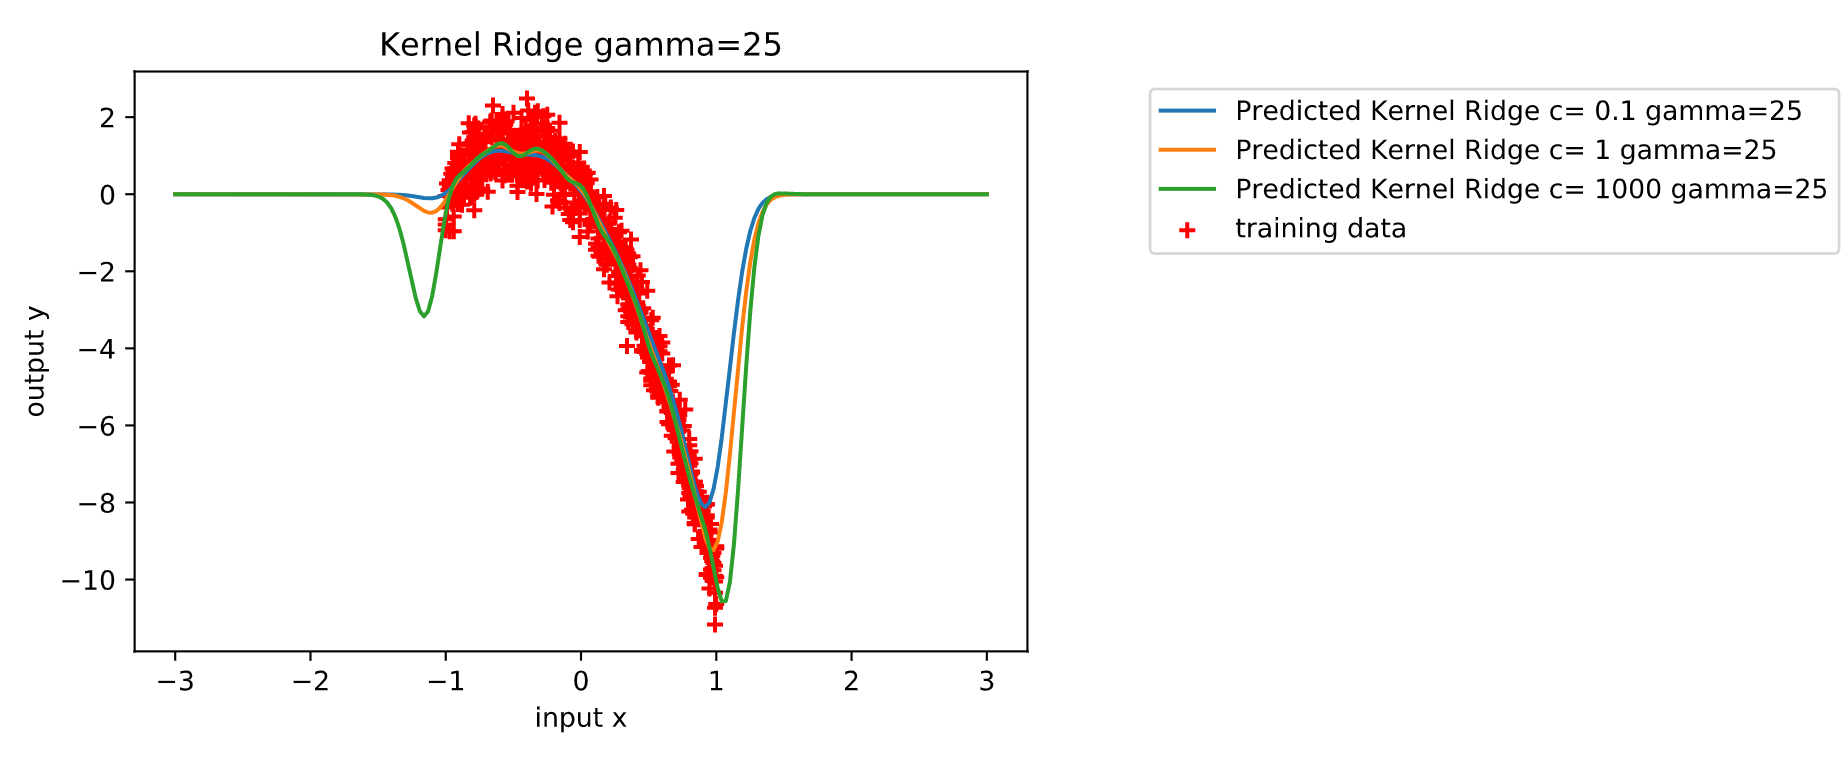 Kernel Ridge gamma=25
2
0
−2
−4
−6
−8
−10
output y
−3 −2 −1 0 1 2 3
input x
Predicted Kernel Ridge c= 0.1 gamma=25
Predicted Kernel Ridge c= 1 gamma=25
Predicted Kernel Ridge c= 1000 gamma=25
training data